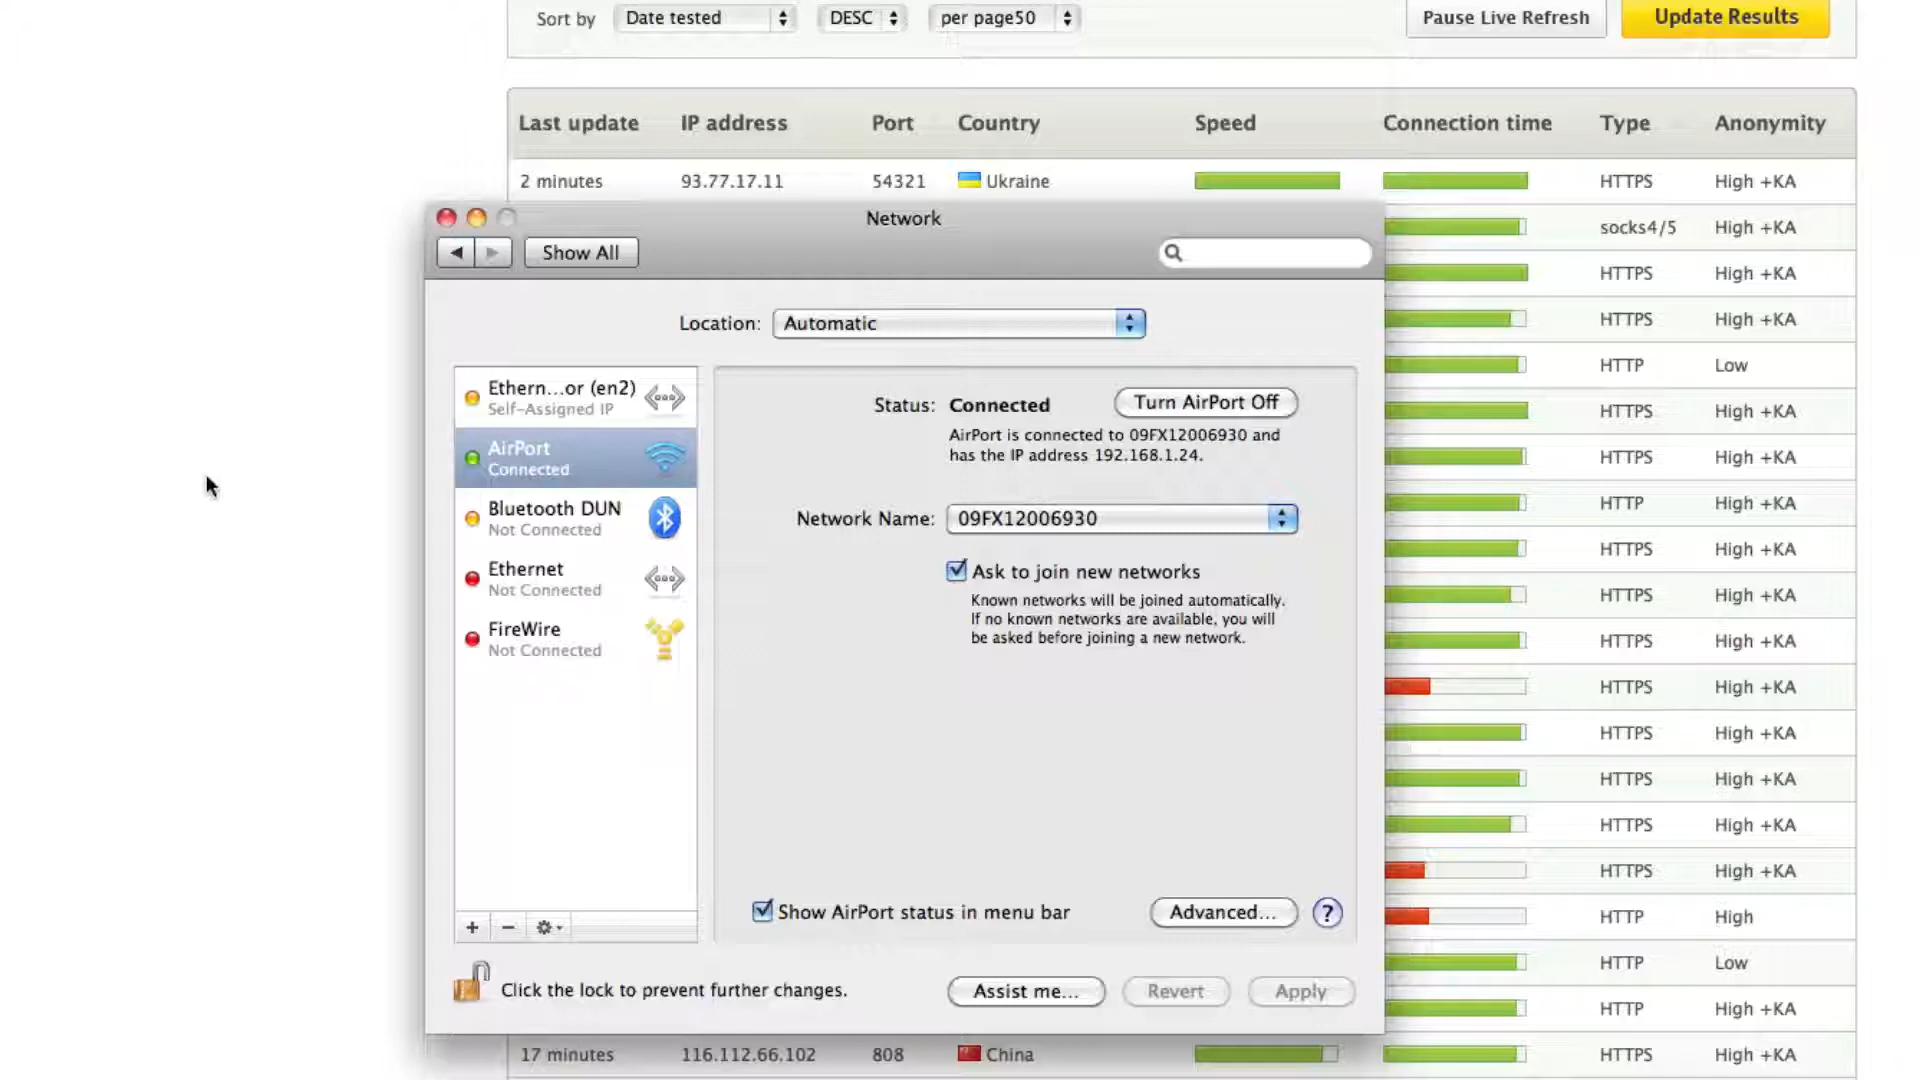 Sort by Date tested DESC per page50 Pause Live Refresh Update Results
Last update IP address Port Country Speed Connection time Type Anonymity
2 minutes 93.77.17.11 54321 Ukraine HTTPS High +KA
Network
socks4/5 High +KA
Show All
HTTPS High +KA
Location: Automatic
HTTPS High +KA
HTTP Low
Ethern...or (en2)
Self-Assigned IP
Status: Connected Turn AirPort Off
HTTPS High +KA
AirPort is connected to 09FX12006930 and
has the IP address 192.168.1.24.
AirPort
Connected
HTTPS High +KA
Bluetooth DUN
Not Connected
Network Name: 09FX12006930
HTTP High +KA
HTTPS High +KA
Ethernet
Not Connected
Ask to join new networks
Known networks will be joined automatically.
If no known networks are available, you will
be asked before joining a new network.
HTTPS High +KA
FireWire
Not Connected
HTTPS High +KA
HTTPS High +KA
HTTPS High +KA
HTTPS High +KA
HTTPS High +KA
HTTPS High +KA
Show AirPort status in menu bar Advanced... ?
HTTP High
HTTP Low
Click the lock to prevent further changes. Assist me... Revert Apply
HTTP High +KA
17 minutes 116.112.66.102 808 China HTTPS High +KA